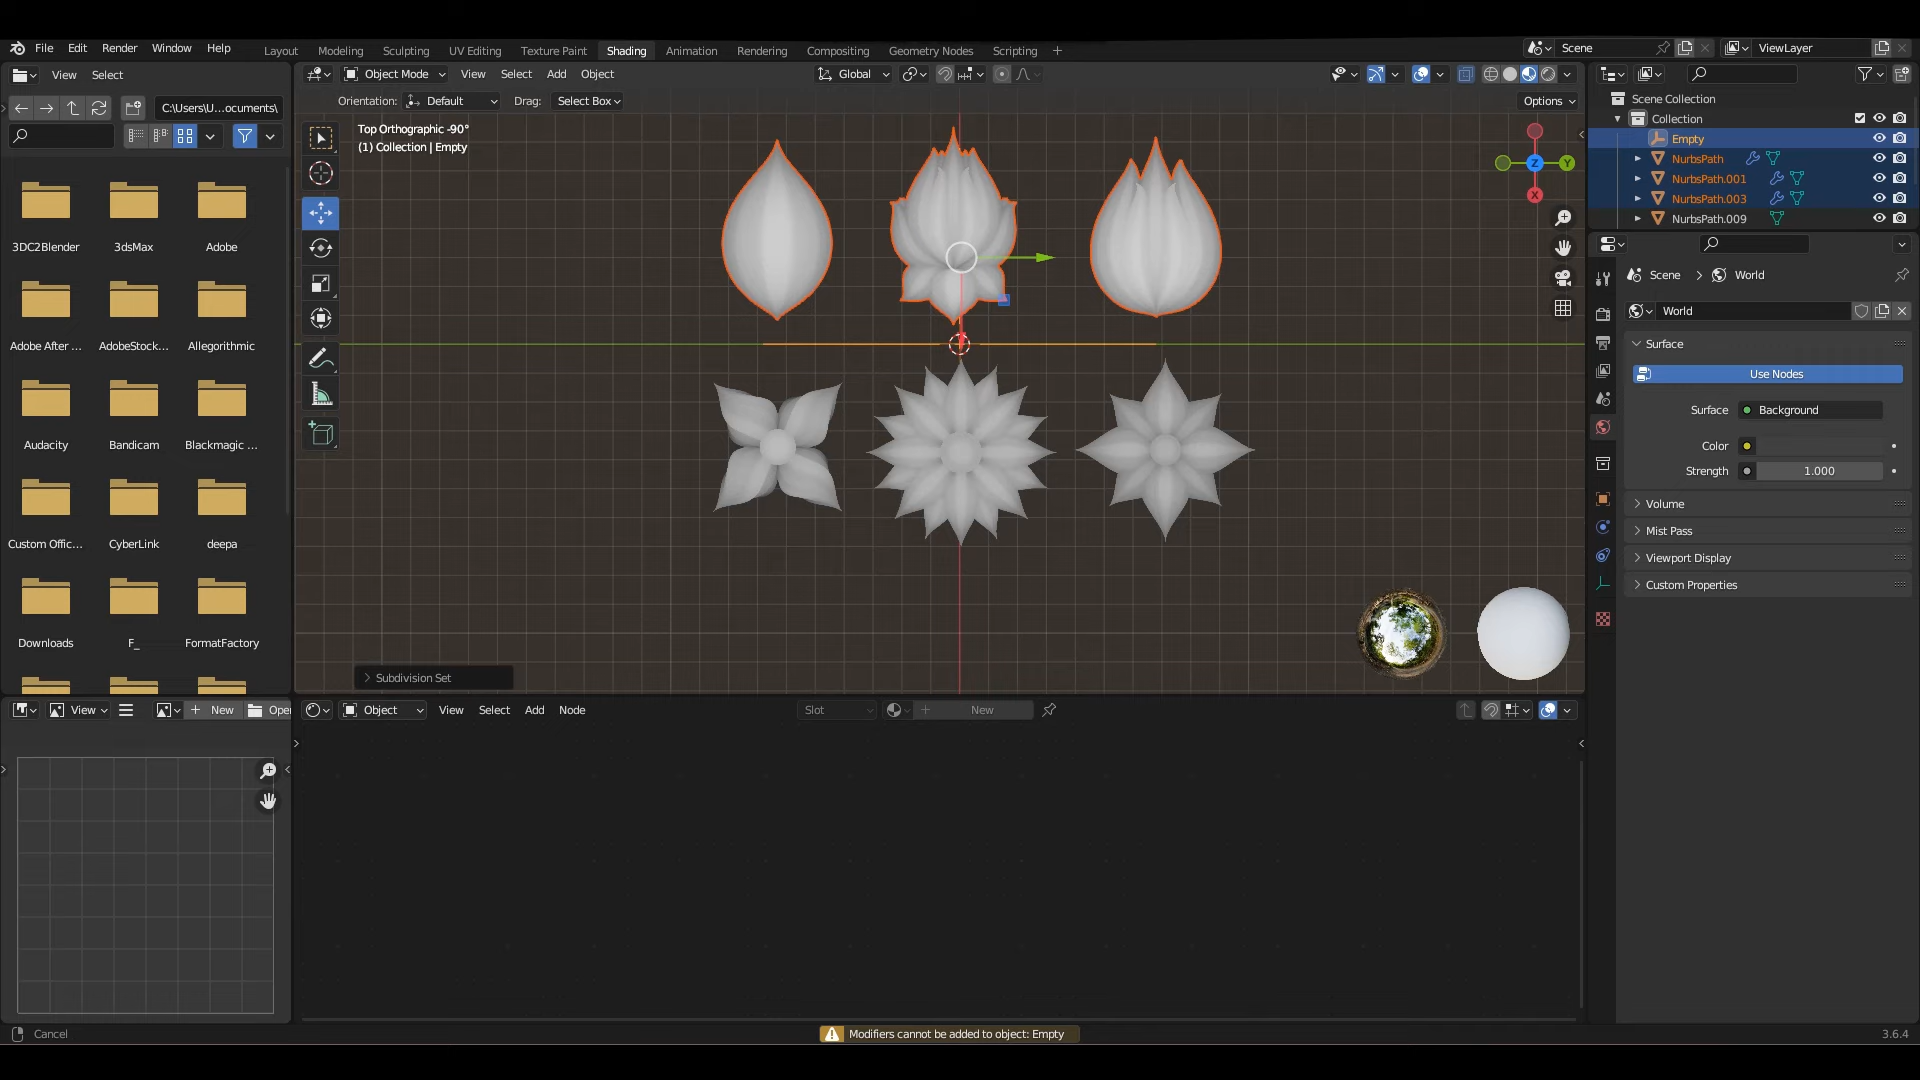 File Edit Render Window Help
Layout Modeling Sculpting UV Editing Texture Paint Shading Animation Rendering Compositing Geometry Nodes Scripting +
Scene
ViewLayer
View Select
Object Mode View Select Add Object
Global
C:\Users\U...ocuments\
Orientation: Default Drag: Select Box
Options
Scene Collection
Collection
Empty
NurbsPath
NurbsPath.001
NurbsPath.003
NurbsPath.009
Top Orthographic -90°
(1) Collection | Empty
Z
Y
X
3DC2Blender 3dsMax Adobe
Adobe After ... AdobeStock... Allegorithmic
Audacity Bandicam Blackmagic ...
Custom Offic... CyberLink deepa
Downloads F_ FormatFactory
Scene World
World
Surface
Use Nodes
Surface Background
Color
Strength 1.000
Volume
Mist Pass
Viewport Display
Custom Properties
Subdivision Set
View New Open
Object View Select Add Node
Slot
New
Cancel
Modifiers cannot be added to object: Empty
3.6.4